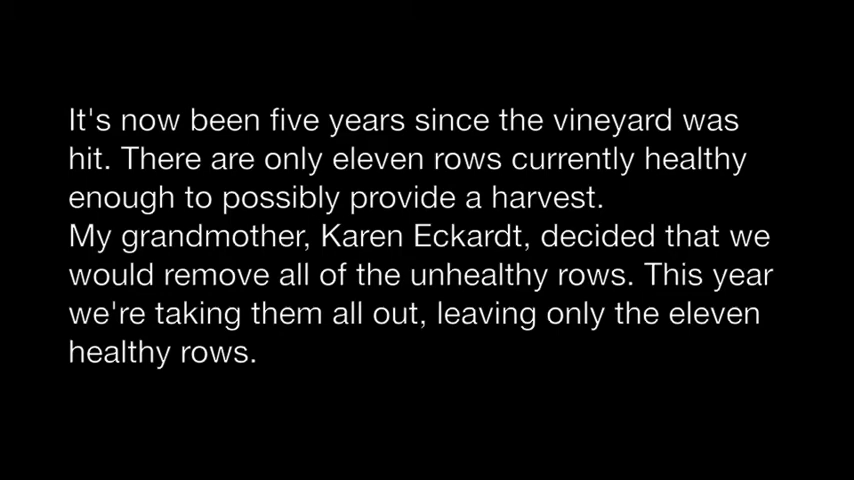 It's now been five years since the vineyard was
hit. There are only eleven rows currently healthy
enough to possibly provide a harvest.
My grandmother, Karen Eckardt, decided that we
would remove all of the unhealthy rows. This year
we're taking them all out, leaving only the eleven
healthy rows.